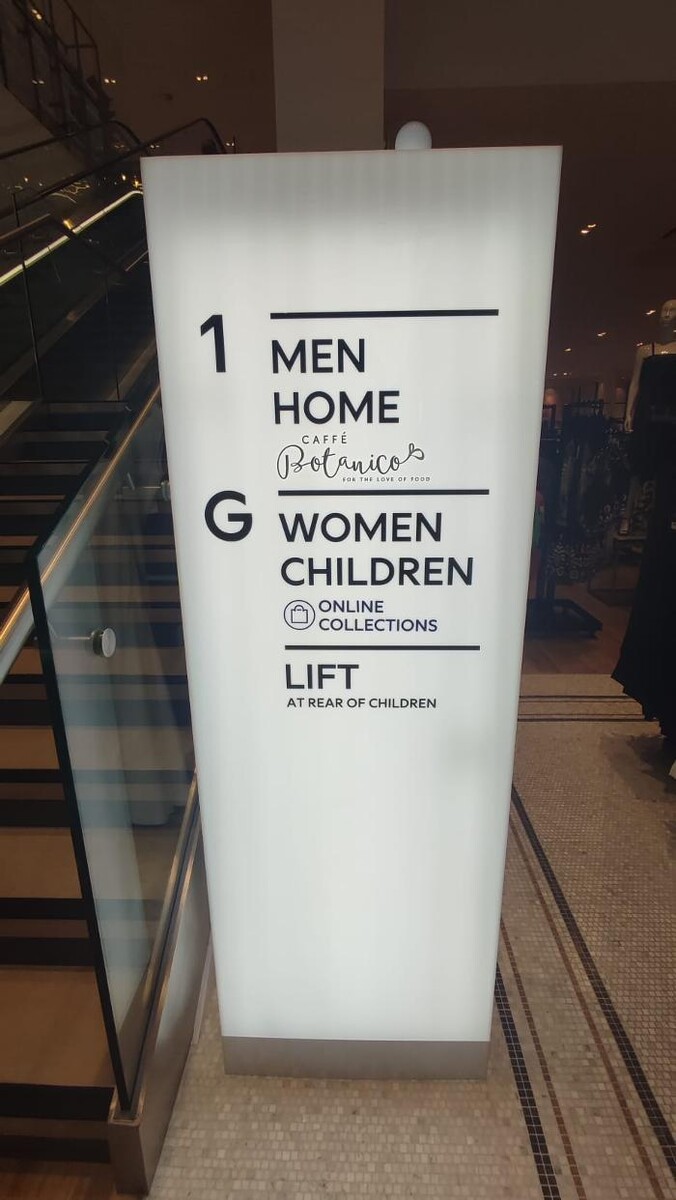 1
MEN
HOME
CAFFÉ
Botanico
FOR THE LOVE OF FOOD
G
WOMEN
CHILDREN
ONLINE
COLLECTIONS
LIFT
AT REAR OF CHILDREN